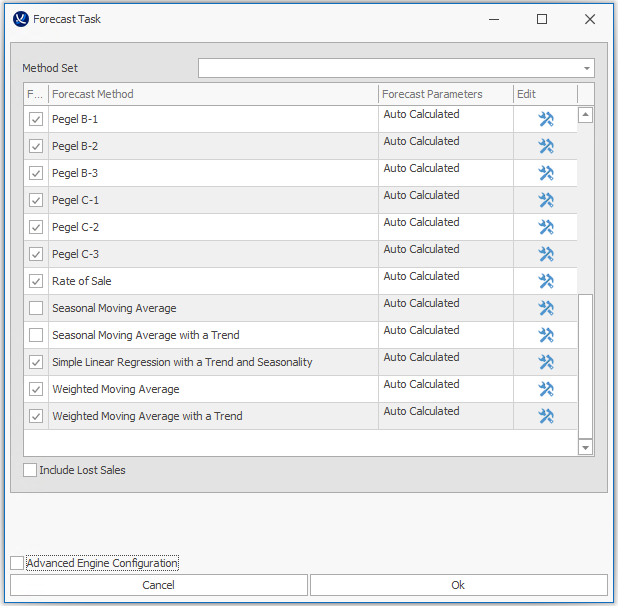 Forecast Task
Method Set
F... Forecast Method Forecast Parameters Edit
Pegel B-1 Auto Calculated
Pegel B-2 Auto Calculated
Pegel B-3 Auto Calculated
Pegel C-1 Auto Calculated
Pegel C-2 Auto Calculated
Pegel C-3 Auto Calculated
Rate of Sale Auto Calculated
Seasonal Moving Average Auto Calculated
Seasonal Moving Average with a Trend Auto Calculated
Simple Linear Regression with a Trend and Seasonality Auto Calculated
Weighted Moving Average Auto Calculated
Weighted Moving Average with a Trend Auto Calculated
Include Lost Sales
Advanced Engine Configuration
Cancel Ok